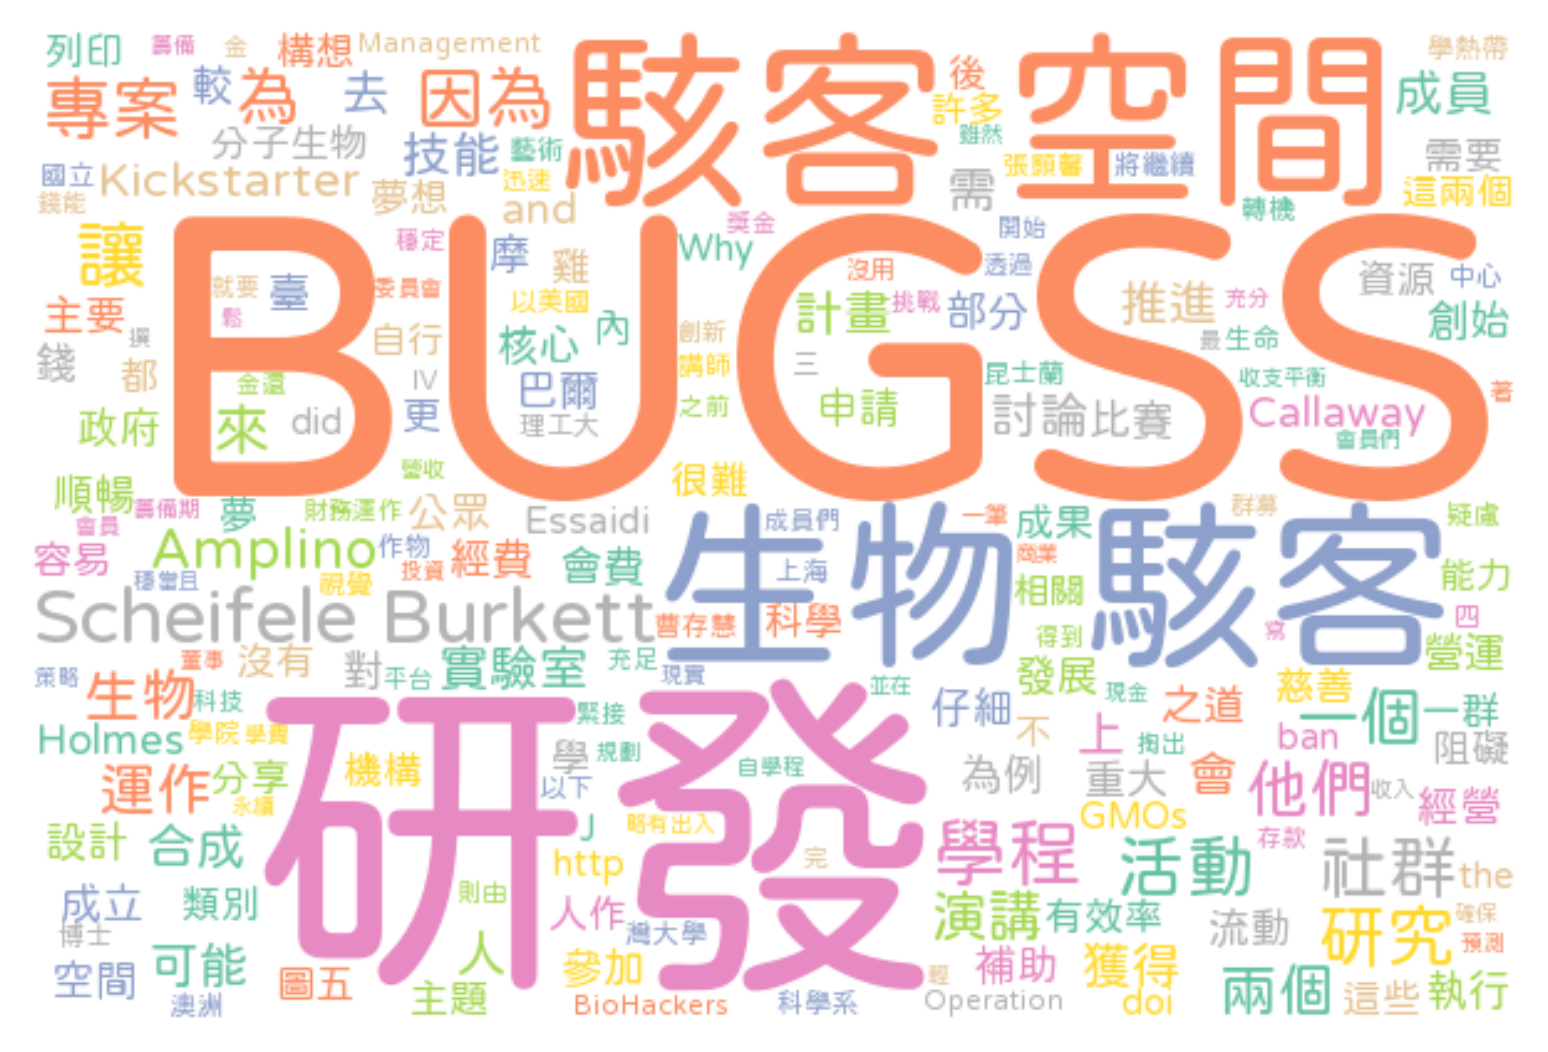 列印 籌備 金 構想 Management 駭客空間 學熱帶
專案 較 為 去 因為 後 許多 成員
分子生物 技能 藝術 雖然 需要
國立 Kickstarter 夢想 迅速 需 張顥馨 將繼續 這兩個
錢能 and 轉機
讓 BUGSS 穩定 摩 雞 Why 獎金 開始
就要 臺 委員會 以美國 沒用 透過 資源 中心
主要 鬆 自行 核心 內 創新 計畫 挑戰 部分 推進 充分 創始
撰 錢 都 金還 IV 巴爾 講師 三 昆士蘭 最 生命 收支平衡
政府 來 did 更 理工大 之前 申請 討論 比賽 Callaway 著
會員們
順暢 營收 很難
籌備期 夢 財務運作 公眾 Essaidi 生物駭客 成員們 一筆 成果 群募 疑慮
會員 容易 Amplino 作物 經費 會費 上海 商業
穩當且 視覺 投資 相關 能力
Scheifele Burkett 曹存慧 科學 得到 寫 四
策略 董事 沒有 對 平台 實驗室 充足 現實 發展 營運
生物 科技 研發 並在 仔細 現金 之道 慈善 一個 一群
Holmes 學院 學費 緊接 不 上 掏出 ban 阻礙
運作 分享 機構 學 規劃 自學程 為例 重大 會 他們 收入 經營
永續 以下 GMOs
設計 合成 J 略有出入 學程 活動 存款 社群 the
http 完
成立 類別 則由 人作 灣大學 演講 有效率 流動 研究 確保
博士 預測
空間 可能 圖五 人 參加 輕 補助 獲得 兩個 這些 執行
澳洲 主題 BioHackers 科學系 Operation doi